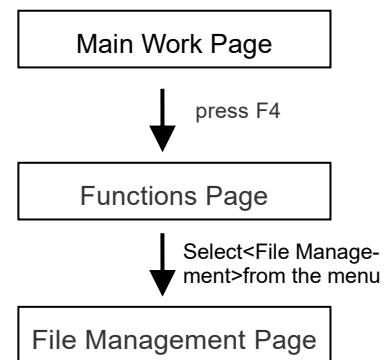 Main Work Page
press F4
Functions Page
Select<File Manage-
ment>from the menu
File Management Page